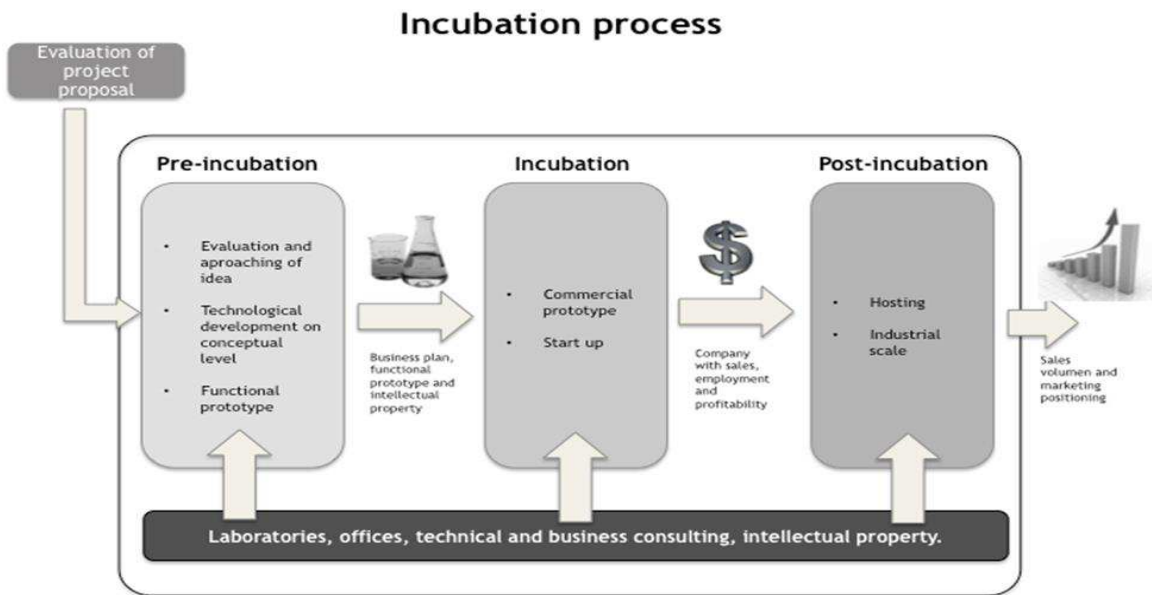 Incubation process
Evaluation of
project
proposal
Pre-incubation
• Evaluation and
aproaching of
idea
• Technological
development on
conceptual
level
• Functional
prototype
Business plan,
functional
prototype and
intellectual
property
Incubation
• Commercial
prototype
• Start up
$
Company
with sales,
employment
and
profitability
Post-incubation
• Hosting
• Industrial
scale
Sales
volumen and
marketing
positioning
Laboratories, offices, technical and business consulting, intellectual property.